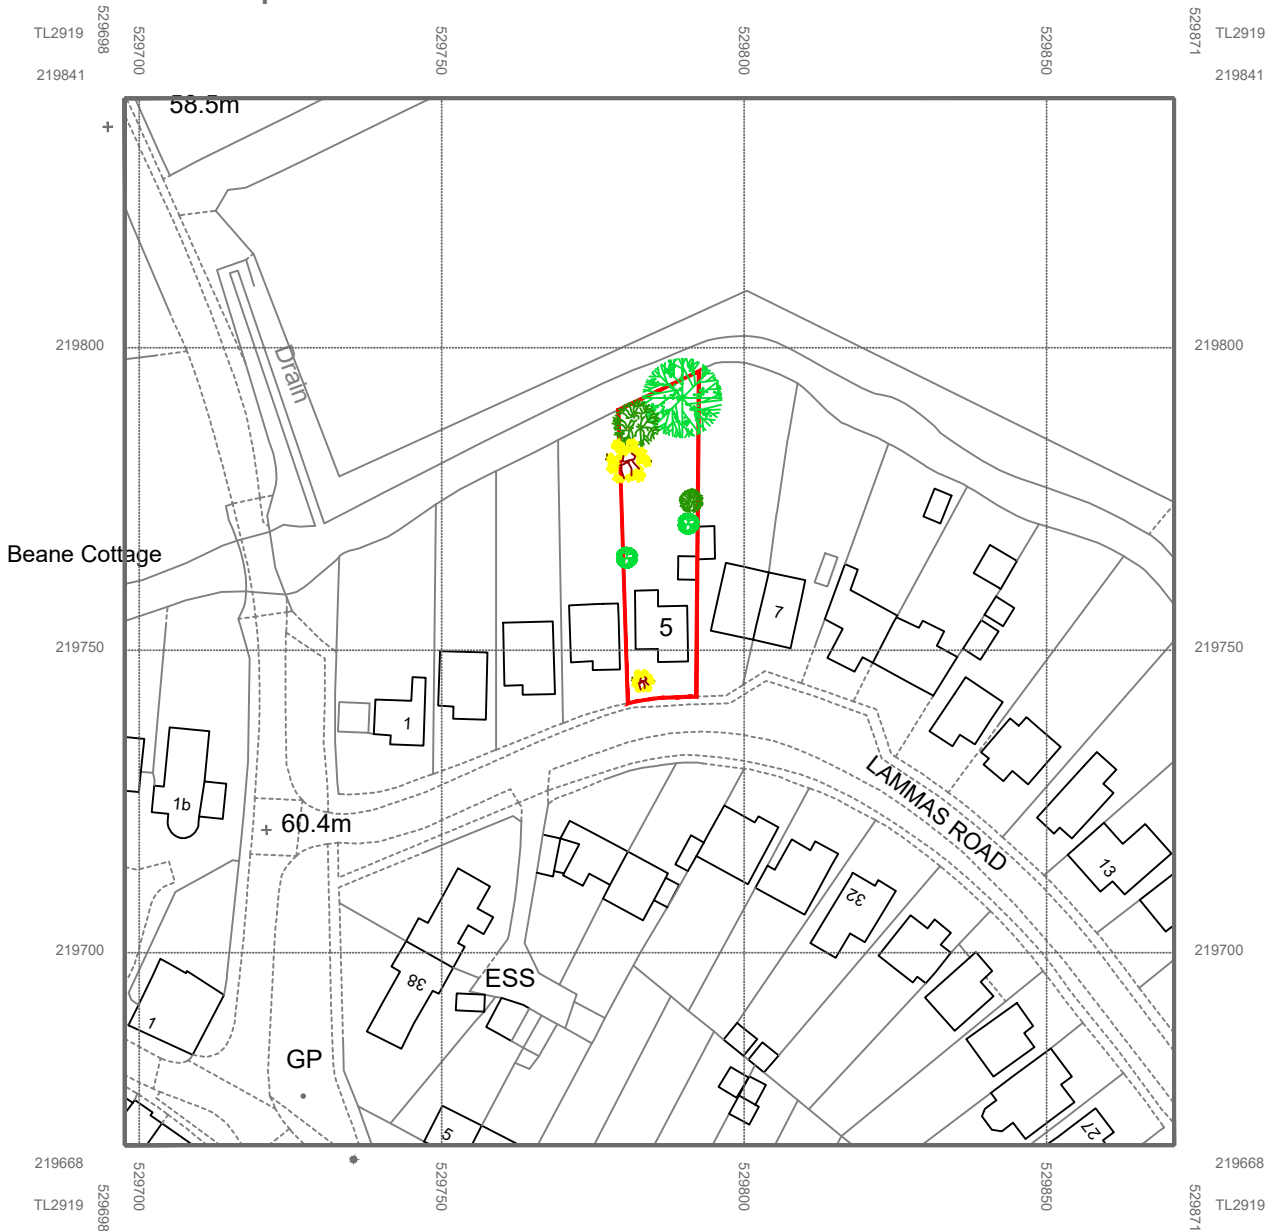 TL2919 529698 529700 529750 529800 529850 529871 TL2919
219841 219841
58.5m
219800 219800
Drain
Beane Cottage
5
7
219750 219750
1
1b
60.4m
LAMMAS ROAD
13
32
219700 219700
38
ESS
1
GP
5
27
219668 219668
TL2919 529698 529700 529750 529800 529850 529871 TL2919